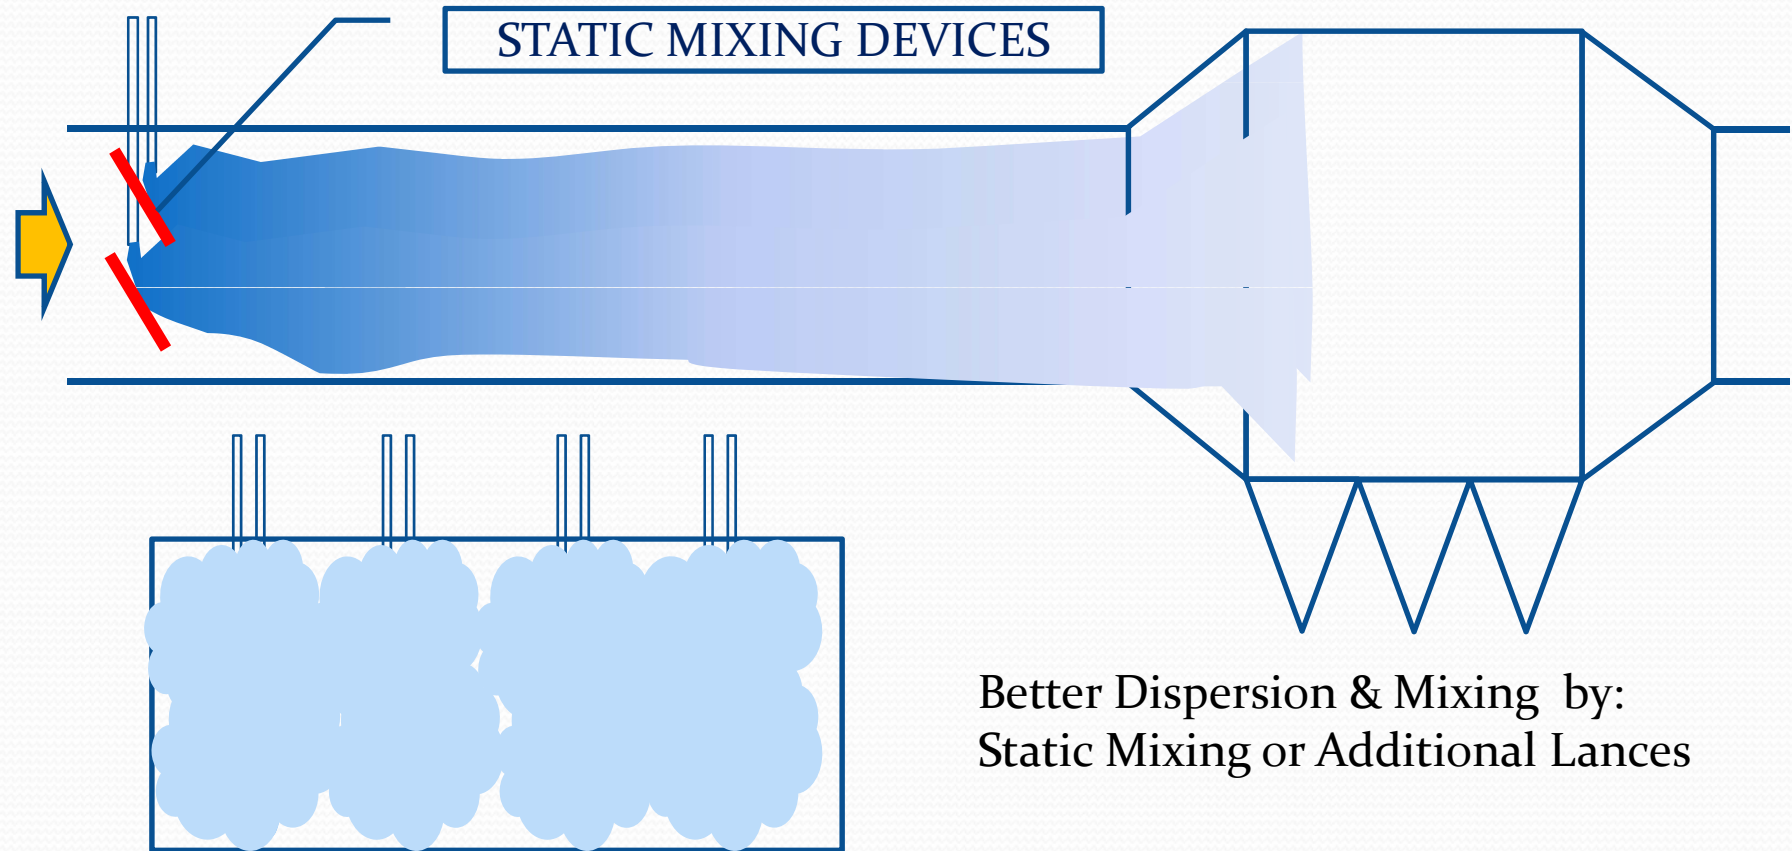 STATIC MIXING DEVICES
Better Dispersion & Mixing by:
Static Mixing or Additional Lances